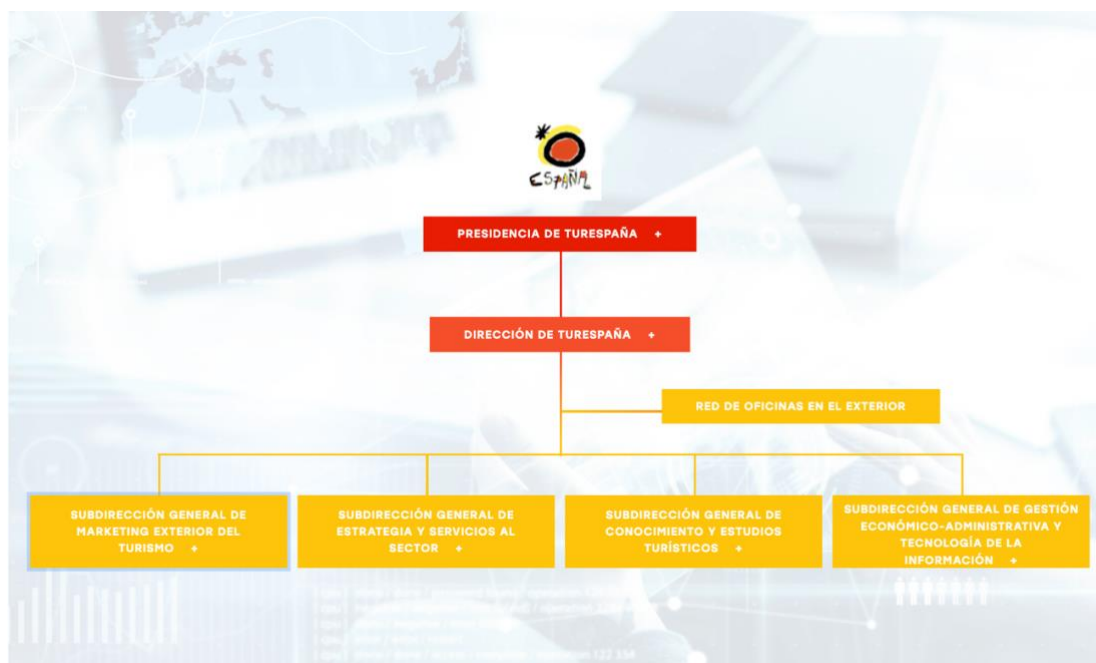 ESPAÑA
PRESIDENCIA DE TURESPAÑA +
DIRECCIÓN DE TURESPAÑA +
RED DE OFICINAS EN EL EXTERIOR
SUBDIRECCIÓN GENERAL DE
MARKETING EXTERIOR DEL
TURISMO +
SUBDIRECCIÓN GENERAL DE
ESTRATEGIA Y SERVICIOS AL
SECTOR +
SUBDIRECCIÓN GENERAL DE
CONOCIMIENTO Y ESTUDIOS
TURÍSTICOS +
SUBDIRECCIÓN GENERAL DE GESTIÓN
ECONÓMICO-ADMINISTRATIVA Y
TECNOLOGÍA DE LA
INFORMACIÓN +